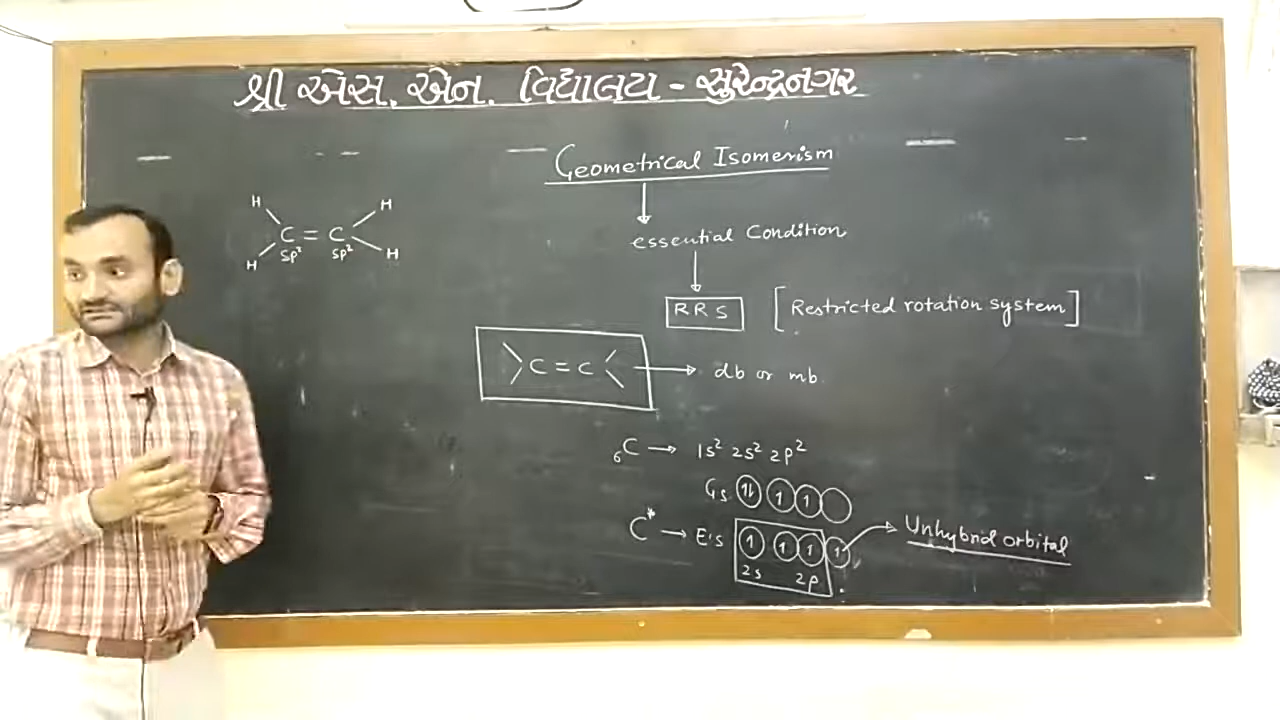 શ્રી એસ. એન. વિદ્યાલય - સુરેન્દ્રનગર
Geometrical Isomerism
essential Condition
RRS [Restricted rotation system]
H H
C = C
sp² sp²
H H
C = C → db or mb
₆C → 1s² 2s² 2p²
Gs ⇅ 1 1
C* → E's 1 1 1 1 → Unhybrid orbital
2s 2p